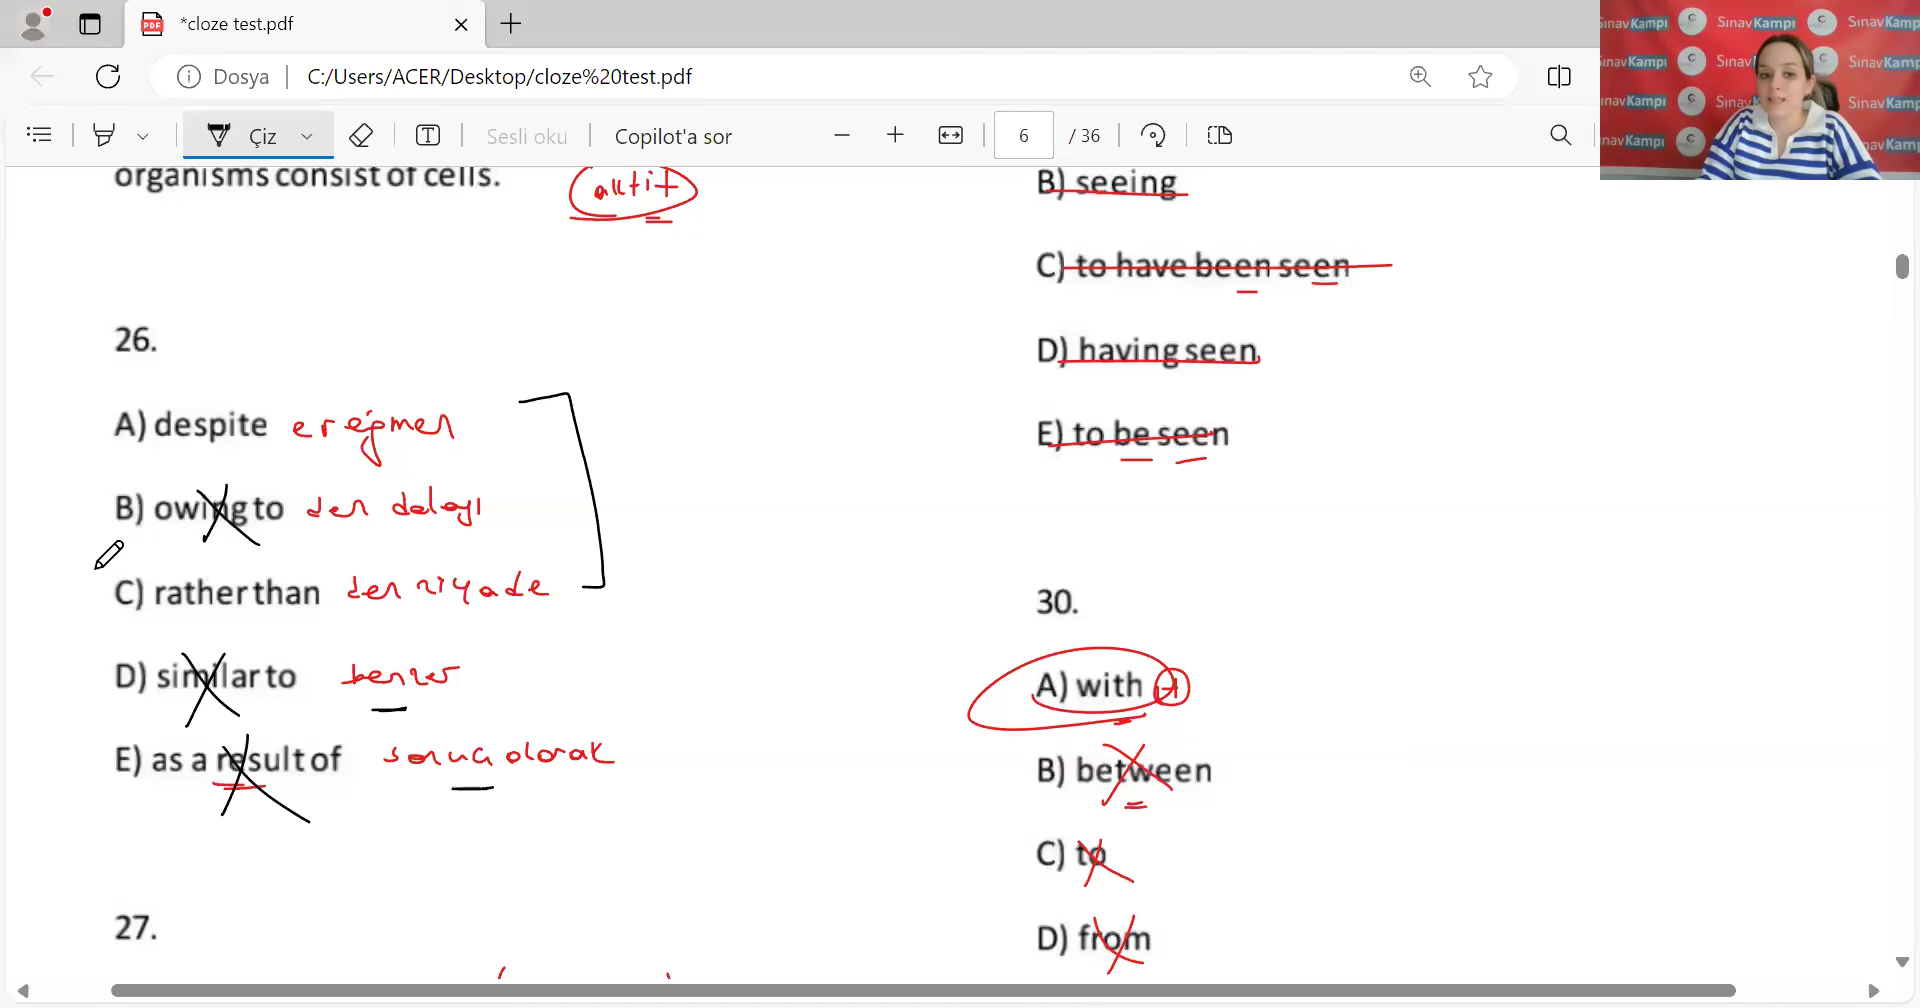 *cloze test.pdf
Dosya
C:/Users/ACER/Desktop/cloze%20test.pdf
Çiz
Sesli oku
Copilot'a sor
6
/ 36
SınavKampı
organisms consist of cells.
aktif
26.
A) despite
e rağmen
B) owing to
den dolayı
C) rather than
den ziyade
D) similar to
benzer
E) as a result of
sonuç olarak
27.
B) seeing
C) to have been seen
D) having seen
E) to be seen
30.
A) with
B) between
C) to
D) from